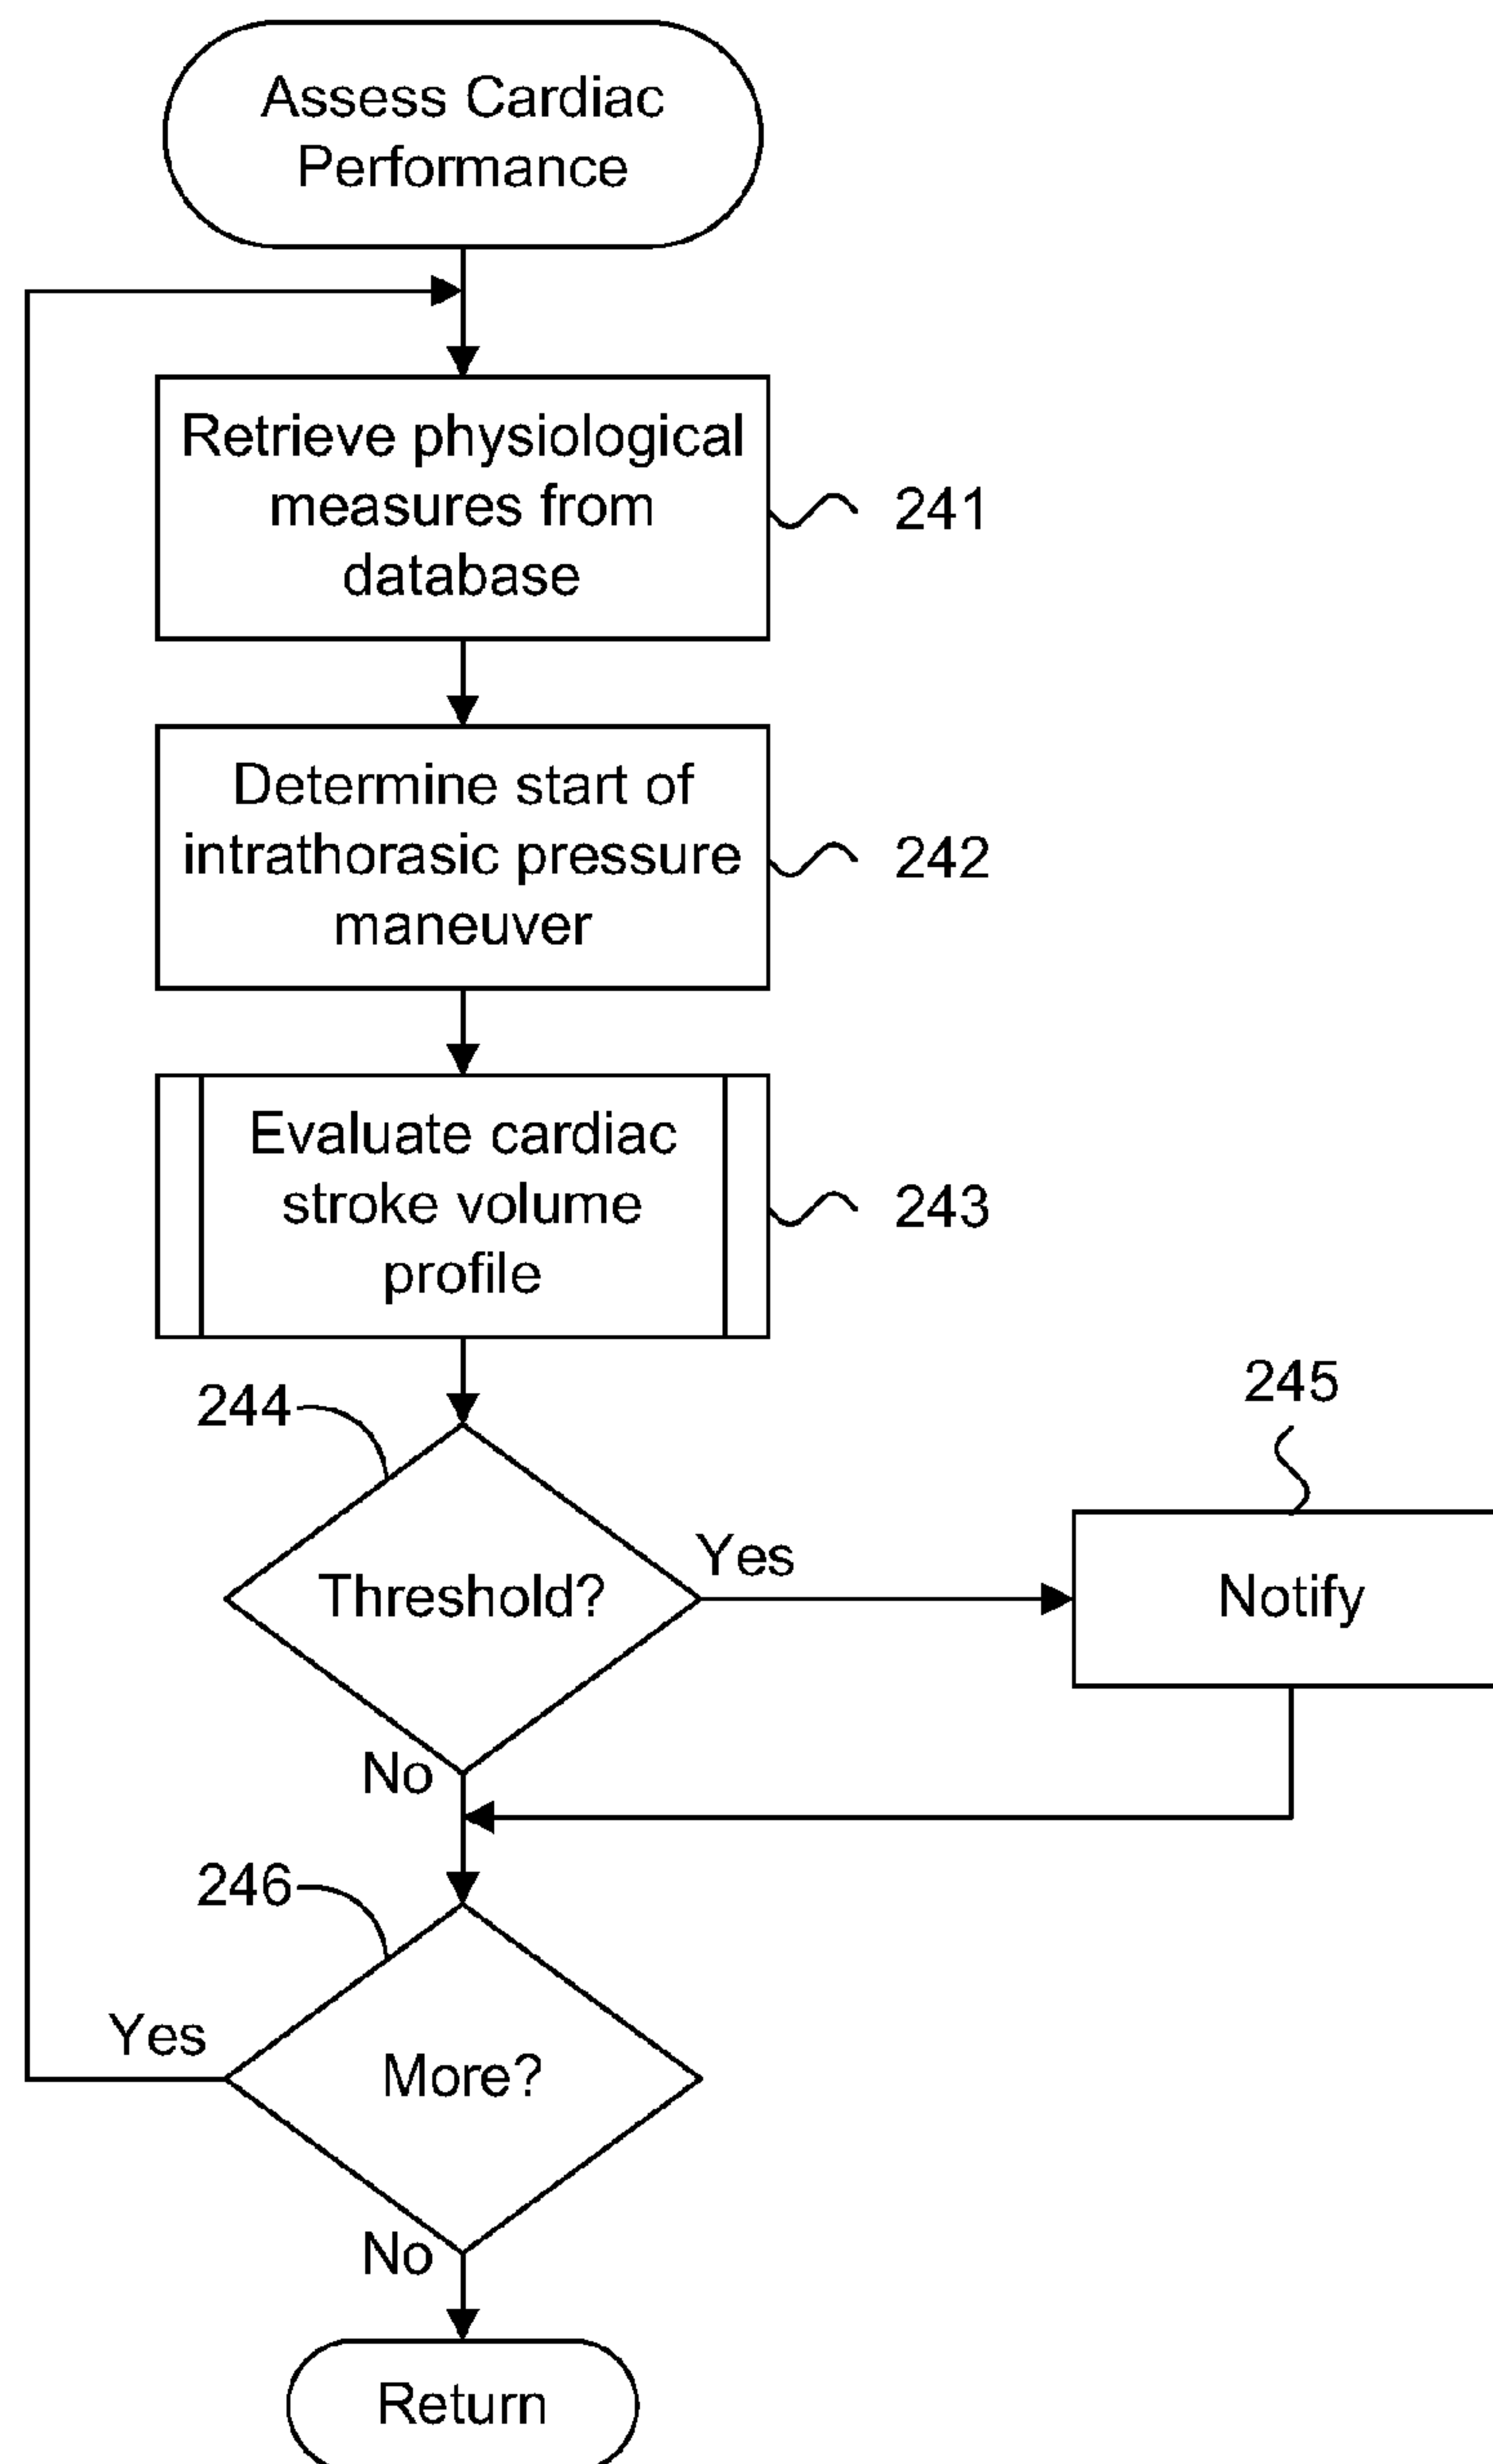 Assess Cardiac
Performance
Retrieve physiological
measures from
database
241
Determine start of
intrathorasic pressure
maneuver
242
Evaluate cardiac
stroke volume
profile
243
244
245
Threshold?
Yes
Notify
No
246
Yes
More?
No
Return